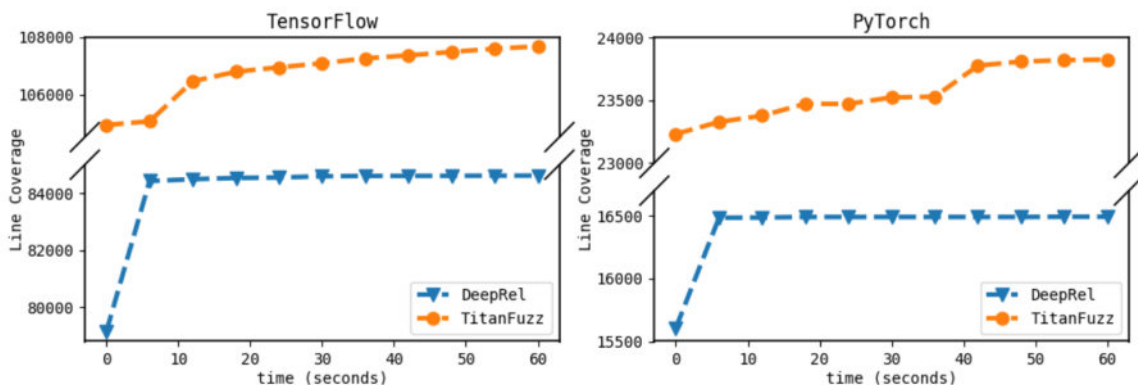 TensorFlow
108000
106000
84000
82000
80000
Line Coverage
0 10 20 30 40 50 60
time (seconds)
DeepRel
TitanFuzz
PyTorch
24000
23500
23000
16500
16000
15500
Line Coverage
0 10 20 30 40 50 60
time (seconds)
DeepRel
TitanFuzz